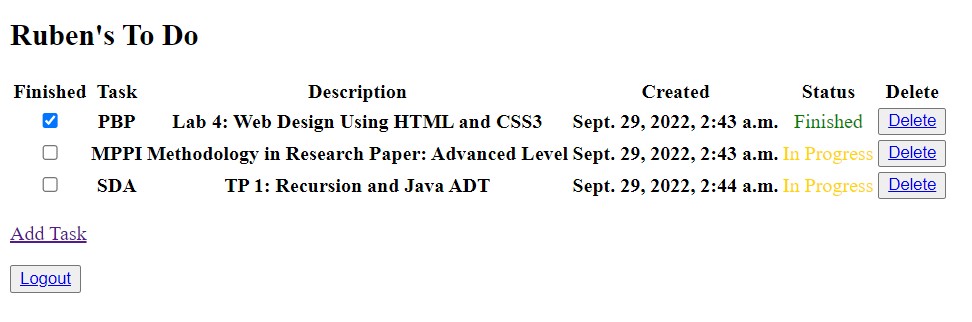 Ruben's To Do
Finished Task Description Created Status Delete
PBP Lab 4: Web Design Using HTML and CSS3 Sept. 29, 2022, 2:43 a.m. Finished Delete
MPPI Methodology in Research Paper: Advanced Level Sept. 29, 2022, 2:43 a.m. In Progress Delete
SDA TP 1: Recursion and Java ADT Sept. 29, 2022, 2:44 a.m. In Progress Delete
Add Task
Logout